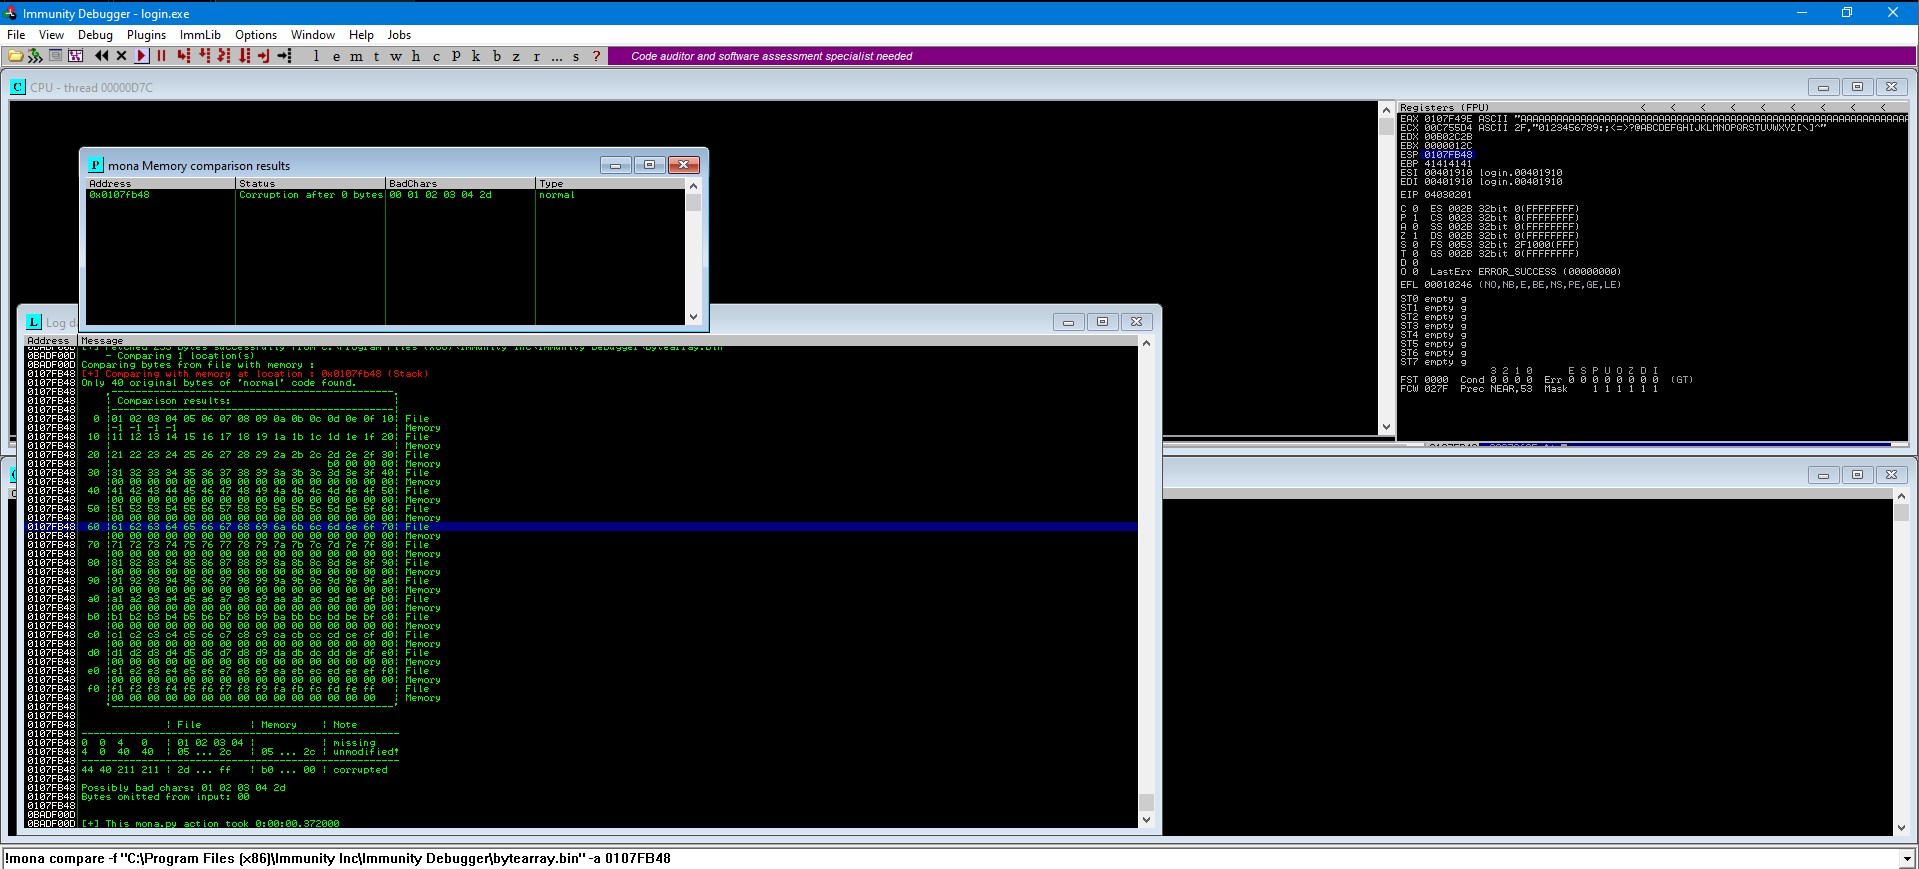 Immunity Debugger - login.exe
File View Debug Plugins ImmLib Options Window Help Jobs
l e m t w h c P k b z r ... s ?
Code auditor and software assessment specialist needed
CPU - thread 00000D7C
Registers (FPU) < < < < < < < < <
EAX 0107F49E ASCII "AAAAAAAAAAAAAAAAAAAAAAAAAAAAAAAAAAAAAAAAAAAAAAAAAAAAAAAAAAAAAAAA
ECX 00C755D4 ASCII 2F,"0123456789:;<=>?@ABCDEFGHIJKLMNOPQRSTUVWXYZ[\]^"
EDX 00B02C2B
EBX 0000012C
ESP 0107FB48
EBP 41414141
ESI 00401910 login.00401910
EDI 00401910 login.00401910
EIP 04030201
C 0 ES 002B 32bit 0(FFFFFFFF)
P 1 CS 0023 32bit 0(FFFFFFFF)
A 0 SS 002B 32bit 0(FFFFFFFF)
Z 1 DS 002B 32bit 0(FFFFFFFF)
S 0 FS 0053 32bit 2F1000(FFF)
T 0 GS 002B 32bit 0(FFFFFFFF)
D 0
O 0 LastErr ERROR_SUCCESS (00000000)
EFL 00010246 (NO,NB,E,BE,NS,PE,GE,LE)
ST0 empty g
ST1 empty g
ST2 empty g
ST3 empty g
ST4 empty g
ST5 empty g
ST6 empty g
ST7 empty g
3 2 1 0 E S P U O Z D I
FST 0000 Cond 0 0 0 0 Err 0 0 0 0 0 0 0 0 (GT)
FCW 027F Prec NEAR,53 Mask 1 1 1 1 1 1
mona Memory comparison results
Address Status BadChars Type
0x0107fb48 Corruption after 0 bytes 00 01 02 03 04 2d normal
Log da
Address Message
0BADF00D [+] Fetched 255 bytes successfully from C:\Program Files (x86)\Immunity Inc\Immunity Debugger\bytearray.bin
0BADF00D - Comparing 1 location(s)
0BADF00D Comparing bytes from file with memory :
0107FB48 [+] Comparing with memory at location : 0x0107fb48 (Stack)
0107FB48 Only 40 original bytes of 'normal' code found.
0107FB48 ,-----------------------------------------------.
0107FB48 | Comparison results: |
0107FB48 |-----------------------------------------------|
0107FB48 0 |01 02 03 04 05 06 07 08 09 0a 0b 0c 0d 0e 0f 10| File
0107FB48 |-1 -1 -1 -1 | Memory
0107FB48 10 |11 12 13 14 15 16 17 18 19 1a 1b 1c 1d 1e 1f 20| File
0107FB48 | | Memory
0107FB48 20 |21 22 23 24 25 26 27 28 29 2a 2b 2c 2d 2e 2f 30| File
0107FB48 | b0 00 00 00| Memory
0107FB48 30 |31 32 33 34 35 36 37 38 39 3a 3b 3c 3d 3e 3f 40| File
0107FB48 |00 00 00 00 00 00 00 00 00 00 00 00 00 00 00 00| Memory
0107FB48 40 |41 42 43 44 45 46 47 48 49 4a 4b 4c 4d 4e 4f 50| File
0107FB48 |00 00 00 00 00 00 00 00 00 00 00 00 00 00 00 00| Memory
0107FB48 50 |51 52 53 54 55 56 57 58 59 5a 5b 5c 5d 5e 5f 60| File
0107FB48 |00 00 00 00 00 00 00 00 00 00 00 00 00 00 00 00| Memory
0107FB48 60 |61 62 63 64 65 66 67 68 69 6a 6b 6c 6d 6e 6f 70| File
0107FB48 |00 00 00 00 00 00 00 00 00 00 00 00 00 00 00 00| Memory
0107FB48 70 |71 72 73 74 75 76 77 78 79 7a 7b 7c 7d 7e 7f 80| File
0107FB48 |00 00 00 00 00 00 00 00 00 00 00 00 00 00 00 00| Memory
0107FB48 80 |81 82 83 84 85 86 87 88 89 8a 8b 8c 8d 8e 8f 90| File
0107FB48 |00 00 00 00 00 00 00 00 00 00 00 00 00 00 00 00| Memory
0107FB48 90 |91 92 93 94 95 96 97 98 99 9a 9b 9c 9d 9e 9f a0| File
0107FB48 |00 00 00 00 00 00 00 00 00 00 00 00 00 00 00 00| Memory
0107FB48 a0 |a1 a2 a3 a4 a5 a6 a7 a8 a9 aa ab ac ad ae af b0| File
0107FB48 |00 00 00 00 00 00 00 00 00 00 00 00 00 00 00 00| Memory
0107FB48 b0 |b1 b2 b3 b4 b5 b6 b7 b8 b9 ba bb bc bd be bf c0| File
0107FB48 |00 00 00 00 00 00 00 00 00 00 00 00 00 00 00 00| Memory
0107FB48 c0 |c1 c2 c3 c4 c5 c6 c7 c8 c9 ca cb cc cd ce cf d0| File
0107FB48 |00 00 00 00 00 00 00 00 00 00 00 00 00 00 00 00| Memory
0107FB48 d0 |d1 d2 d3 d4 d5 d6 d7 d8 d9 da db dc dd de df e0| File
0107FB48 |00 00 00 00 00 00 00 00 00 00 00 00 00 00 00 00| Memory
0107FB48 e0 |e1 e2 e3 e4 e5 e6 e7 e8 e9 ea eb ec ed ee ef f0| File
0107FB48 |00 00 00 00 00 00 00 00 00 00 00 00 00 00 00 00| Memory
0107FB48 f0 |f1 f2 f3 f4 f5 f6 f7 f8 f9 fa fb fc fd fe ff | File
0107FB48 |00 00 00 00 00 00 00 00 00 00 00 00 00 00 00 | Memory
0107FB48 `-----------------------------------------------'
0107FB48
0107FB48 | File | Memory | Note
0107FB48 -----------------------------------------------------
0107FB48 0 0 4 0 | 01 02 03 04 | | missing
0107FB48 4 0 40 40 | 05 ... 2c | 05 ... 2c | unmodified!
0107FB48 -----------------------------------------------------
0107FB48 44 40 211 211 | 2d ... ff | b0 ... 00 | corrupted
0107FB48
0107FB48 Possibly bad chars: 01 02 03 04 2d
0107FB48 Bytes omitted from input: 00
0107FB48
0BADF00D
0BADF00D [+] This mona.py action took 0:00:00.372000
!mona compare -f "C:\Program Files (x86)\Immunity Inc\Immunity Debugger\bytearray.bin" -a 0107FB48